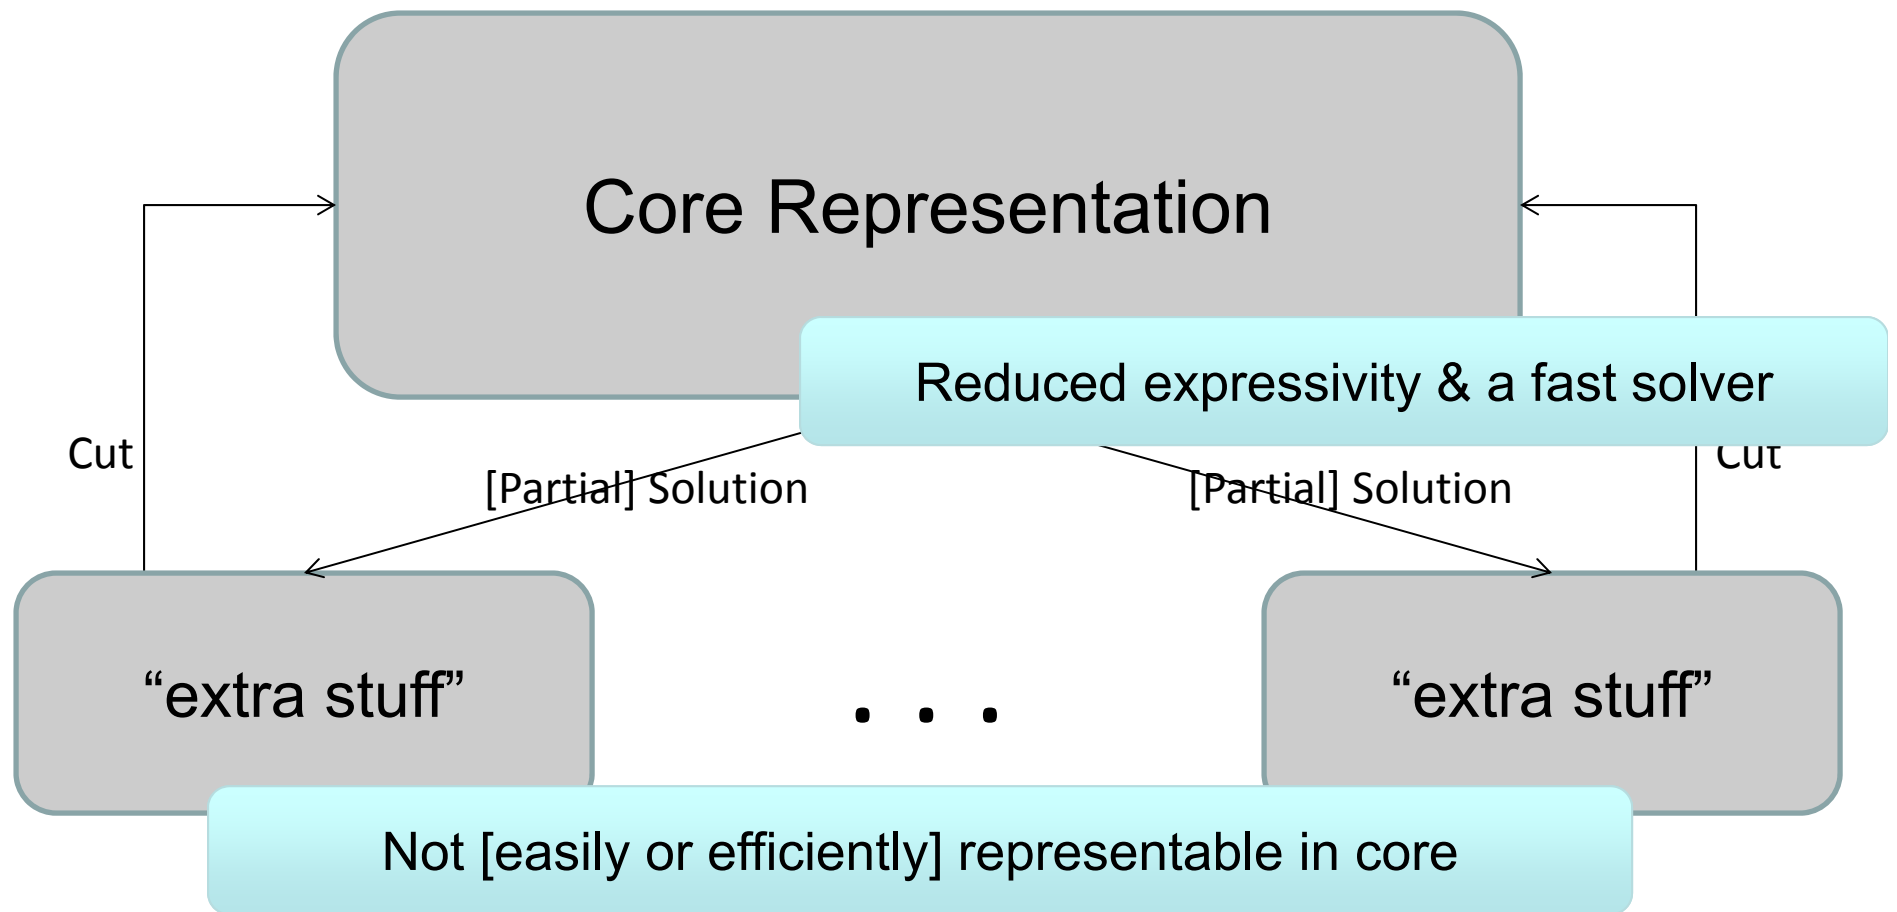 Core Representation
Reduced expressivity & a fast solver
Cut
Cut
[Partial] Solution
[Partial] Solution
“extra stuff”
. . .
“extra stuff”
Not [easily or efficiently] representable in core